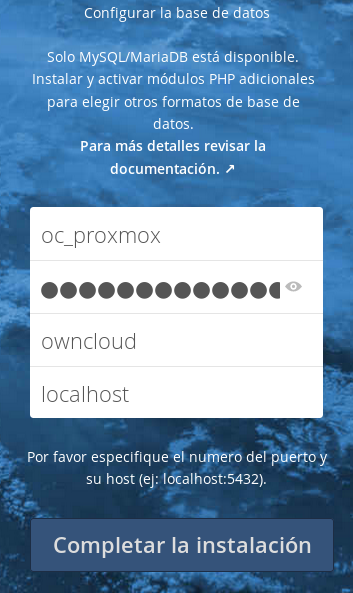 Configurar la base de datos
Solo MySQL/MariaDB está disponible.
Instalar y activar módulos PHP adicionales
para elegir otros formatos de base de
datos.
Para más detalles revisar la
documentación. ↗
oc_proxmox
●●●●●●●●●●●●●
owncloud
localhost
Por favor especifique el numero del puerto y
su host (ej: localhost:5432).
Completar la instalación